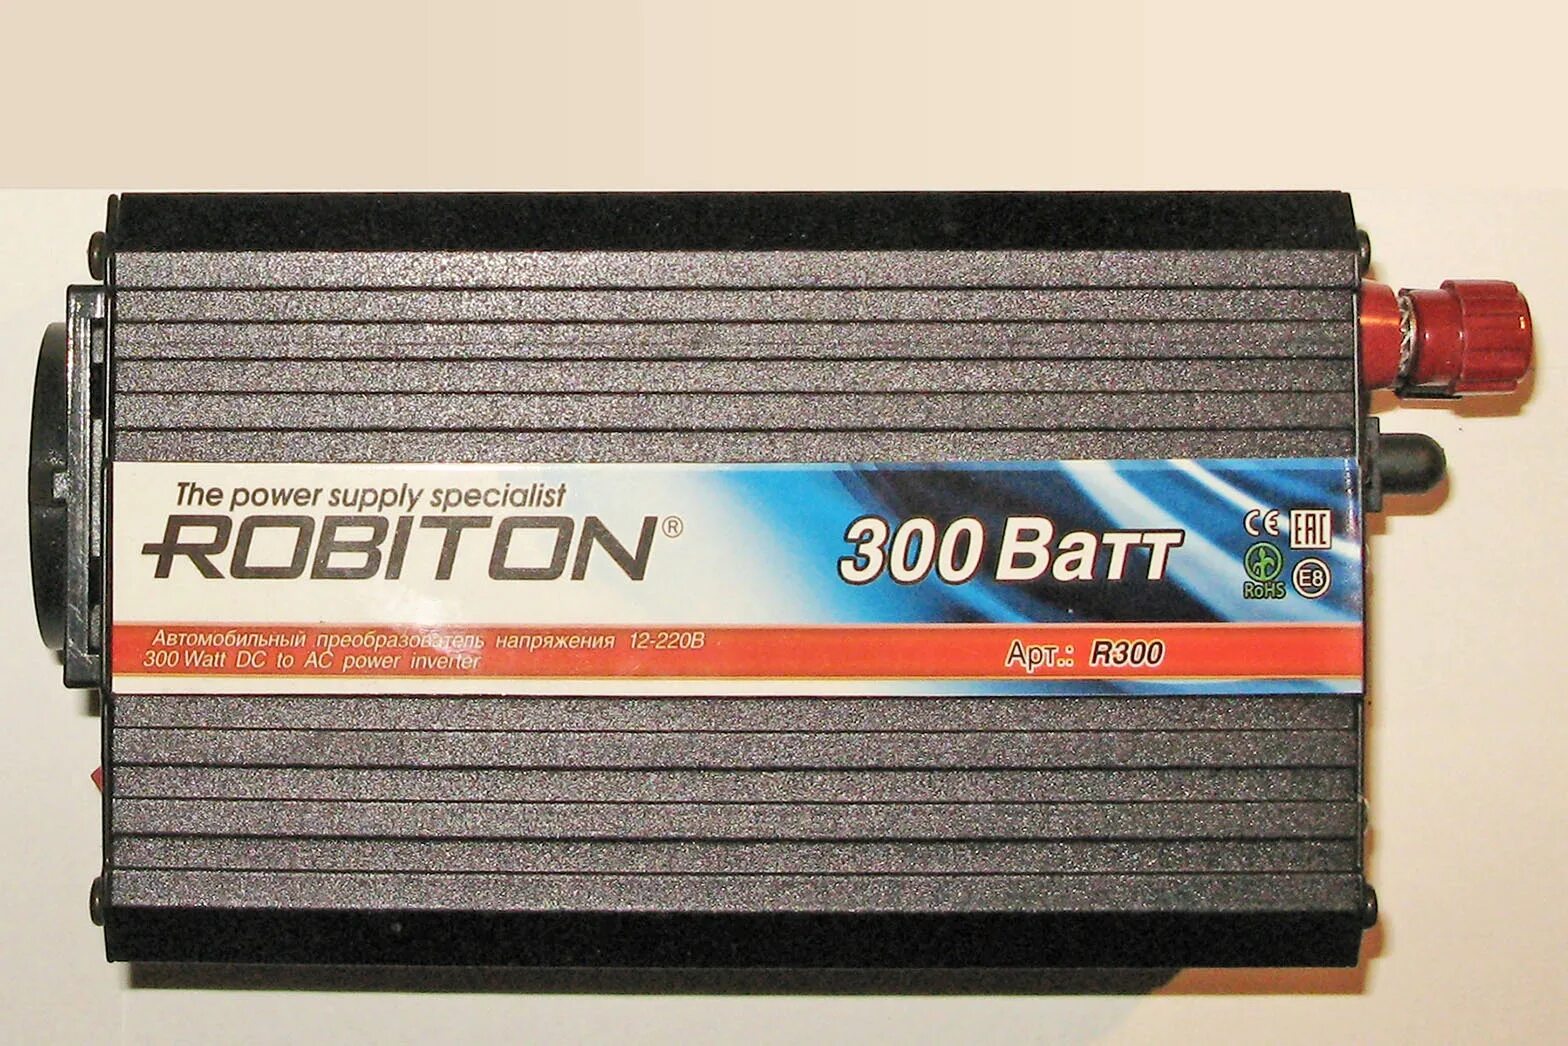 The power supply specialist
ROBITON®
300 Ватт
CE EAC
RoHS E8
Автомобильный преобразователь напряжения 12-220В
300 Watt DC to AC power inverter
Арт.: R300